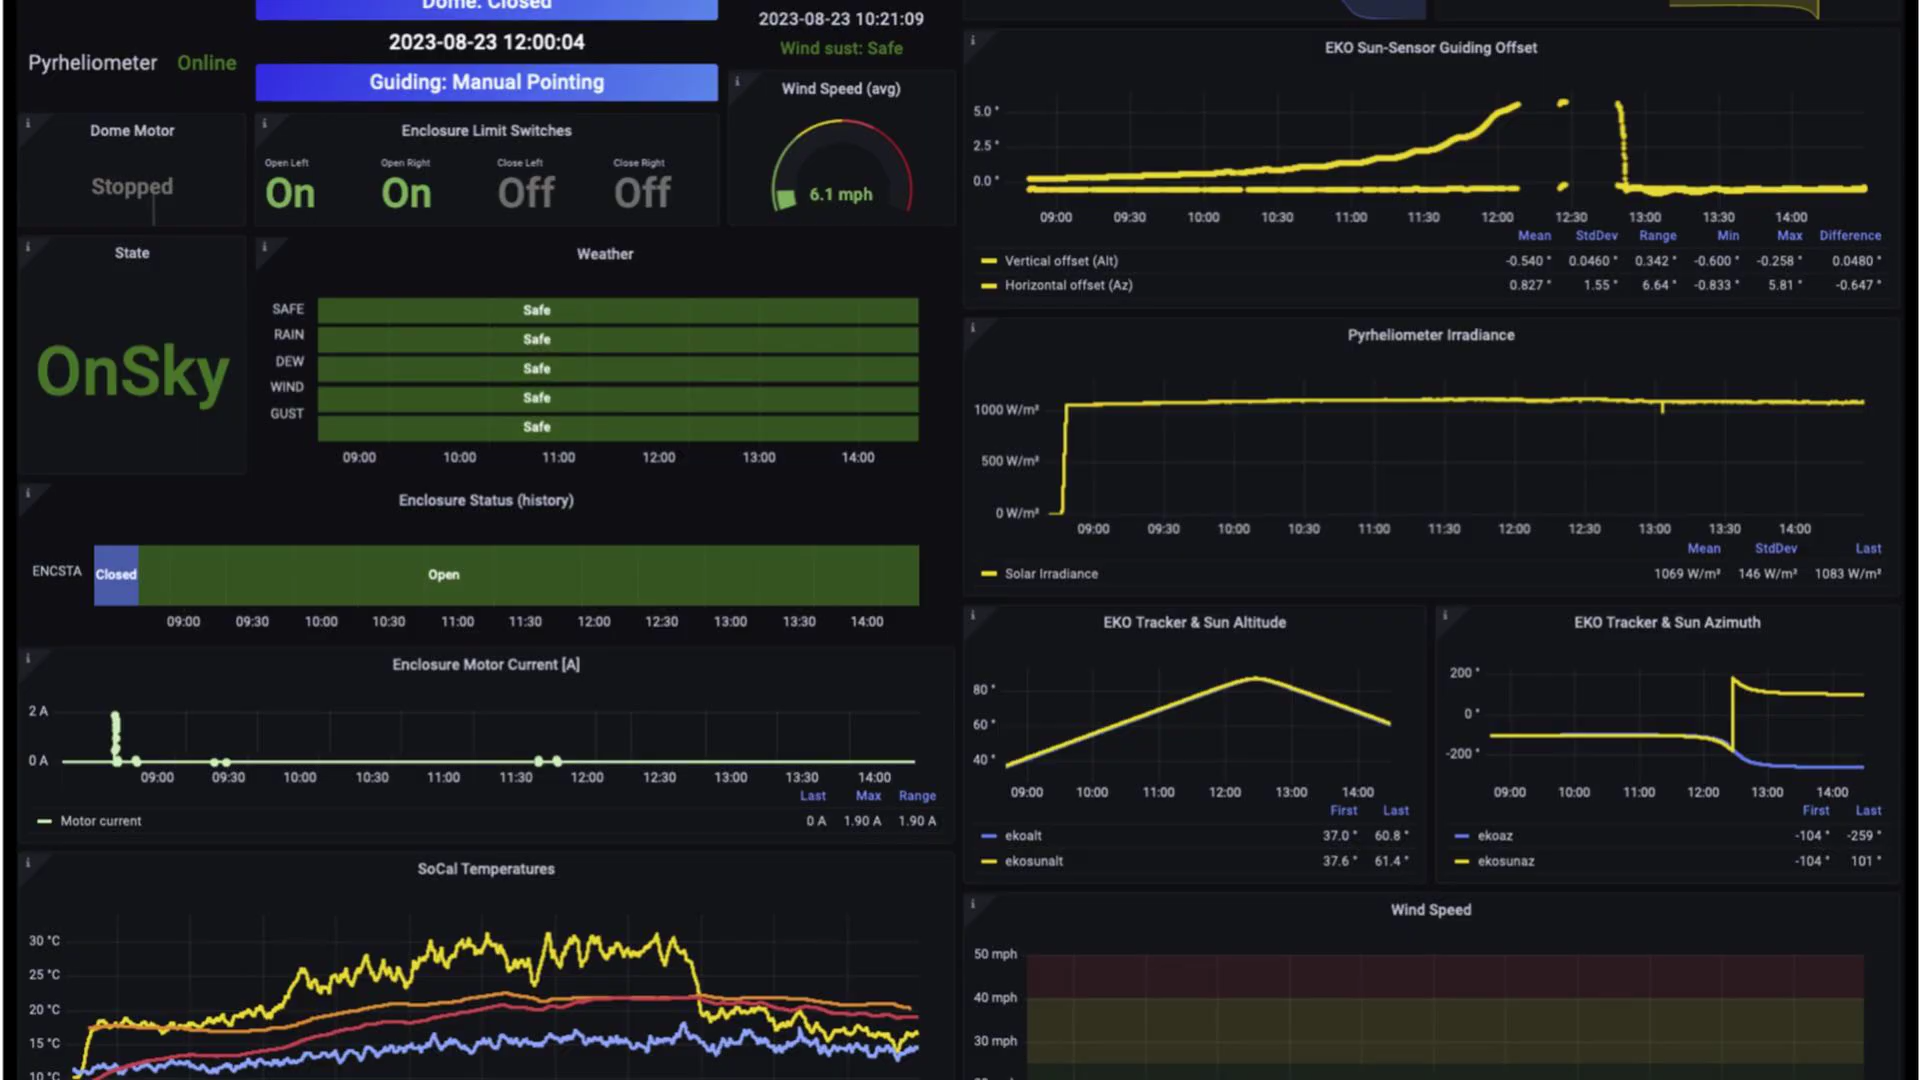 Dome: Closed
2023-08-23 12:00:04
Guiding: Manual Pointing
Pyrheliometer Online
2023-08-23 10:21:09
Wind sust: Safe
Wind Speed (avg)
6.1 mph
Dome Motor
Stopped
Enclosure Limit Switches
Open Left Open Right Close Left Close Right
On On Off Off
State
OnSky
Weather
SAFE Safe
RAIN Safe
DEW Safe
WIND Safe
GUST Safe
09:00 10:00 11:00 12:00 13:00 14:00
Enclosure Status (history)
ENCSTA Closed Open
09:00 09:30 10:00 10:30 11:00 11:30 12:00 12:30 13:00 13:30 14:00
Enclosure Motor Current [A]
2 A
0 A
09:00 09:30 10:00 10:30 11:00 11:30 12:00 12:30 13:00 13:30 14:00
Last Max Range
Motor current 0 A 1.90 A 1.90 A
SoCal Temperatures
30 °C
25 °C
20 °C
15 °C
10 °C
EKO Sun-Sensor Guiding Offset
5.0 °
2.5 °
0.0 °
09:00 09:30 10:00 10:30 11:00 11:30 12:00 12:30 13:00 13:30 14:00
Mean StdDev Range Min Max Difference
Vertical offset (Alt) -0.540 ° 0.0460 ° 0.342 ° -0.600 ° -0.258 ° 0.0480 °
Horizontal offset (Az) 0.827 ° 1.55 ° 6.64 ° -0.833 ° 5.81 ° -0.647 °
Pyrheliometer Irradiance
1000 W/m²
500 W/m²
0 W/m²
09:00 09:30 10:00 10:30 11:00 11:30 12:00 12:30 13:00 13:30 14:00
Mean StdDev Last
Solar Irradiance 1069 W/m² 146 W/m² 1083 W/m²
EKO Tracker & Sun Altitude
80 °
60 °
40 °
09:00 10:00 11:00 12:00 13:00 14:00
First Last
ekoalt 37.0 ° 60.8 °
ekosunalt 37.6 ° 61.4 °
EKO Tracker & Sun Azimuth
200 °
0 °
-200 °
09:00 10:00 11:00 12:00 13:00 14:00
First Last
ekoaz -104 ° -259 °
ekosunaz -104 ° 101 °
Wind Speed
50 mph
40 mph
30 mph